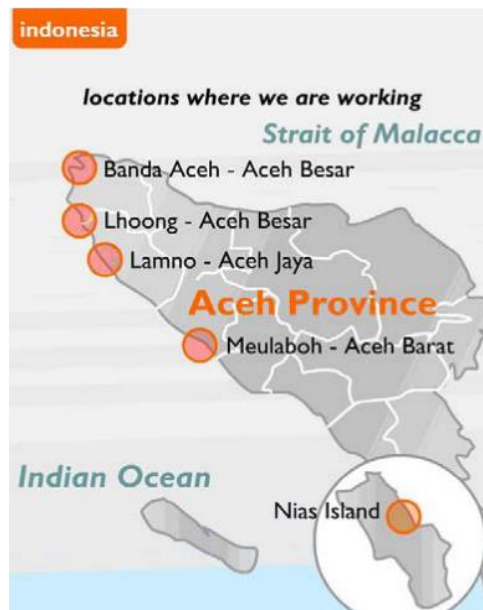 indonesia
locations where we are working
Strait of Malacca
Banda Aceh - Aceh Besar
Lhoong - Aceh Besar
Lamno - Aceh Jaya
Aceh Province
Meulaboh - Aceh Barat
Indian Ocean
Nias Island